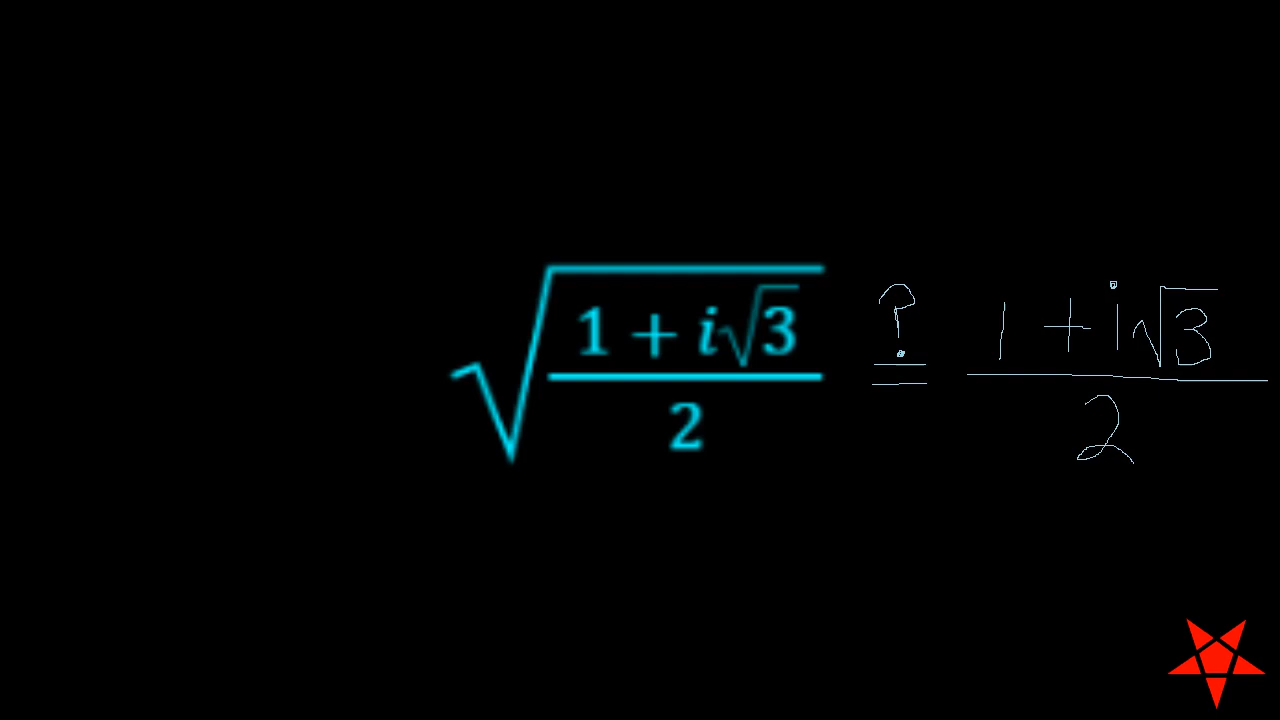 √((1 + i√3)/2) ≟ (1 + i√3)/2